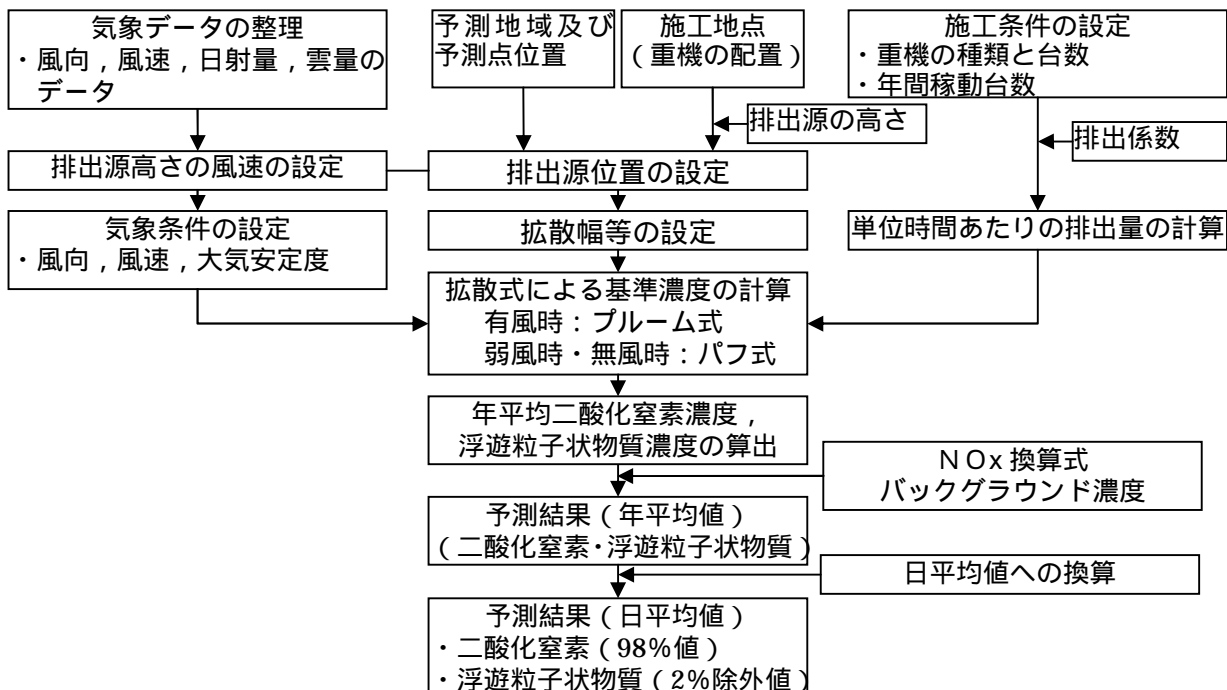 気象データの整理
・風向，風速，日射量，雲量の
データ
予測地域及び
予測点位置
施工地点
（重機の配置）
施工条件の設定
・重機の種類と台数
・年間稼動台数
排出源の高さ
排出係数
排出源高さの風速の設定
排出源位置の設定
気象条件の設定
・風向，風速，大気安定度
拡散幅等の設定
単位時間あたりの排出量の計算
拡散式による基準濃度の計算
有風時：プルーム式
弱風時・無風時：パフ式
年平均二酸化窒素濃度，
浮遊粒子状物質濃度の算出
ＮＯx 換算式
バックグラウンド濃度
予測結果（年平均値）
（二酸化窒素・浮遊粒子状物質）
日平均値への換算
予測結果（日平均値）
・二酸化窒素（98%値）
・浮遊粒子状物質（2%除外値）